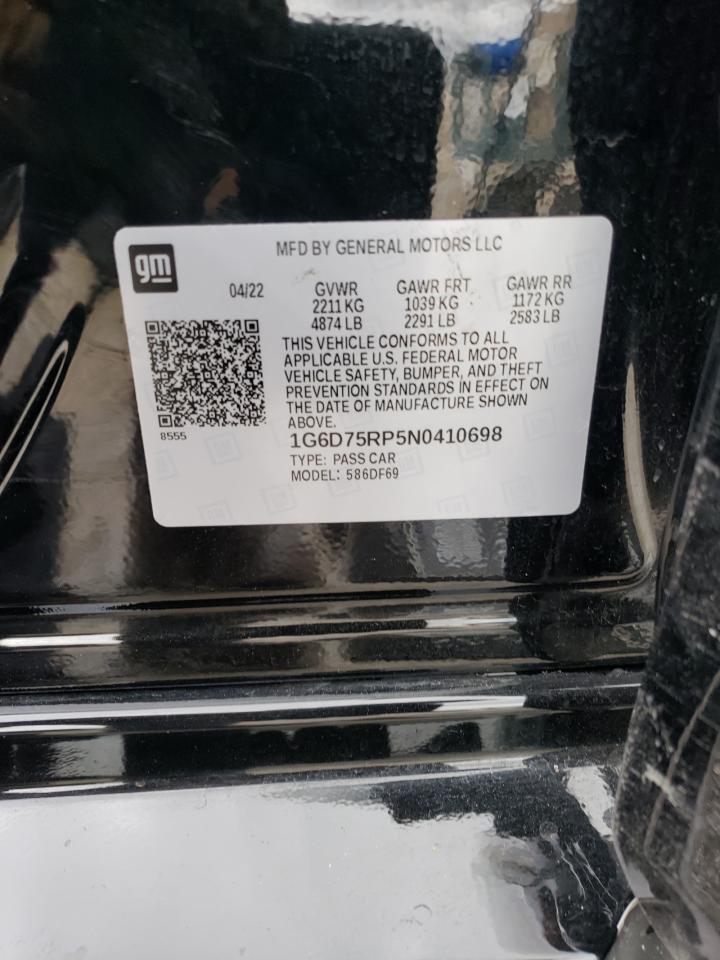 gm
MFD BY GENERAL MOTORS LLC
04/22 GVWR GAWR FRT GAWR RR
2211 KG 1039 KG 1172 KG
4874 LB 2291 LB 2583 LB
THIS VEHICLE CONFORMS TO ALL
APPLICABLE U.S. FEDERAL MOTOR
VEHICLE SAFETY, BUMPER, AND THEFT
PREVENTION STANDARDS IN EFFECT ON
THE DATE OF MANUFACTURE SHOWN
ABOVE.
8555
1G6D75RP5N0410698
TYPE: PASS CAR
MODEL: 586DF69